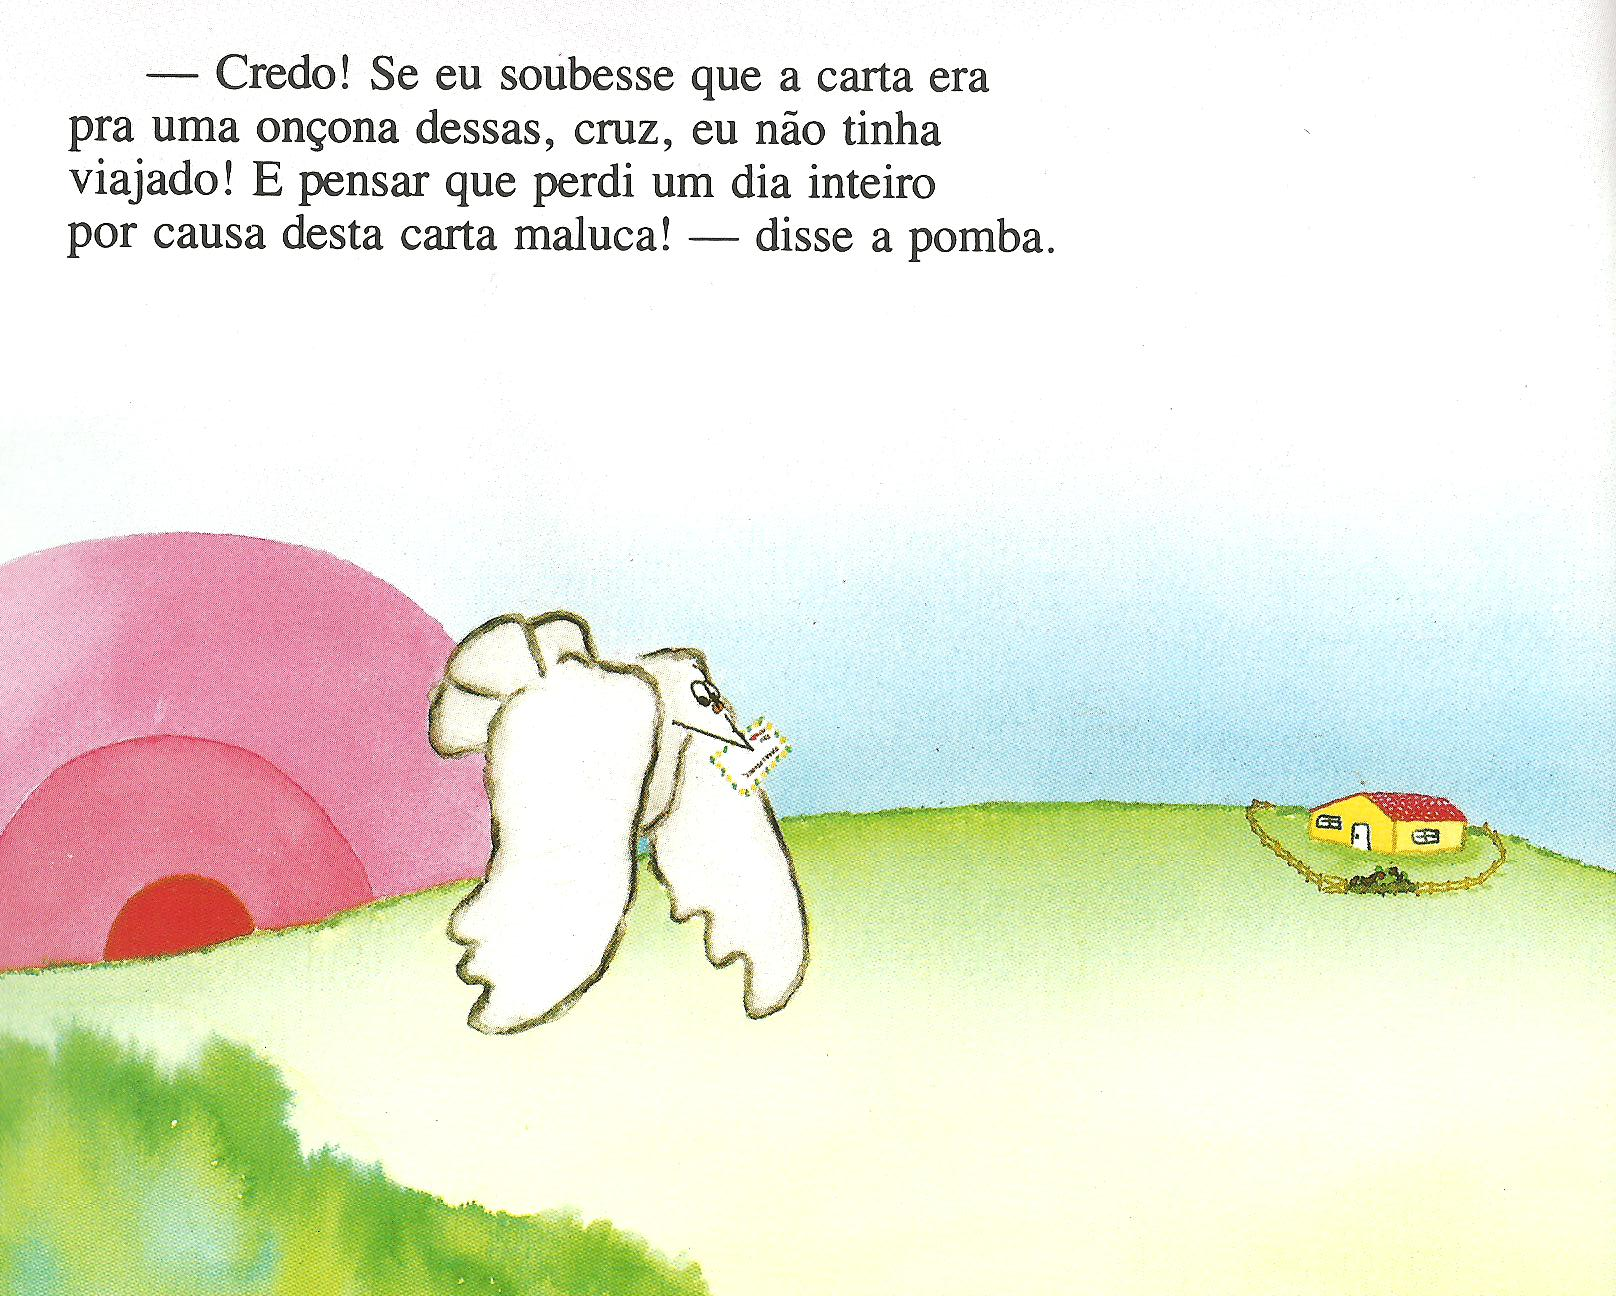 — Credo! Se eu soubesse que a carta era
pra uma onçona dessas, cruz, eu não tinha
viajado! E pensar que perdi um dia inteiro
por causa desta carta maluca! — disse a pomba.